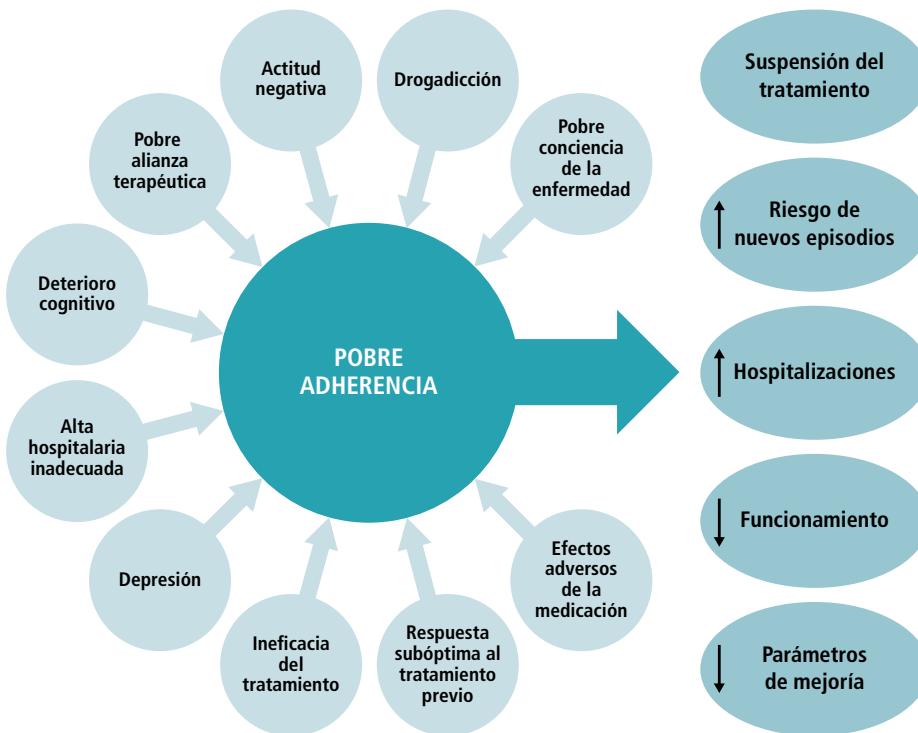 Actitud
negativa
Drogadicción
Pobre
conciencia
de la
enfermedad
Pobre
alianza
terapéutica
Deterioro
cognitivo
Alta
hospitalaria
inadecuada
Depresión
Ineficacia
del
tratamiento
Respuesta
subóptima al
tratamiento
previo
Efectos
adversos
de la
medicación
POBRE
ADHERENCIA
Suspensión del
tratamiento
Riesgo de
nuevos episodios
Hospitalizaciones
Funcionamiento
Parámetros
de mejoría